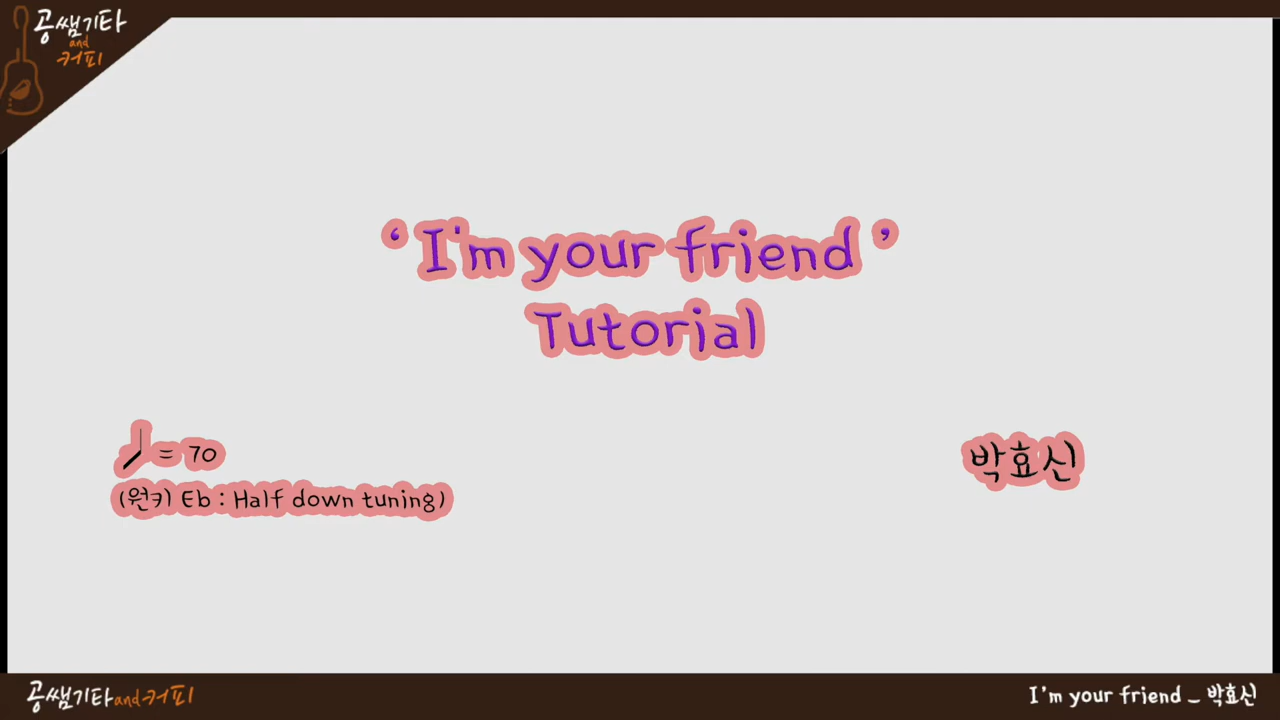 공쌤기타
and
커피
‘ I'm your friend ’
Tutorial
♩ = 70
박효신
(원키) Eb : Half down tuning)
공쌤기타and커피
I'm your friend _ 박효신